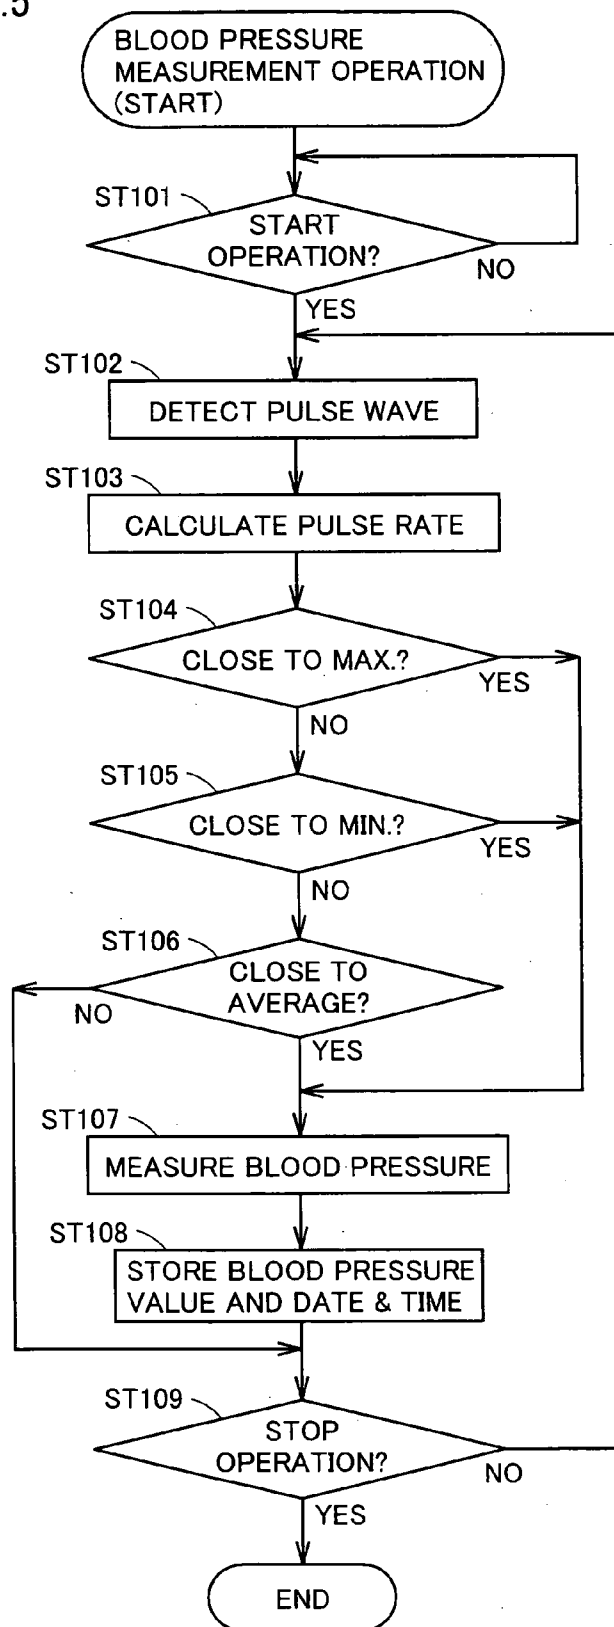 .5
BLOOD PRESSURE
MEASUREMENT OPERATION
(START)
ST101
START
OPERATION?
NO
YES
ST102
DETECT PULSE WAVE
ST103
CALCULATE PULSE RATE
ST104
CLOSE TO MAX.?
YES
NO
ST105
CLOSE TO MIN.?
YES
NO
ST106
CLOSE TO
AVERAGE?
NO
YES
ST107
MEASURE BLOOD PRESSURE
ST108
STORE BLOOD PRESSURE
VALUE AND DATE & TIME
ST109
STOP
OPERATION?
NO
YES
END